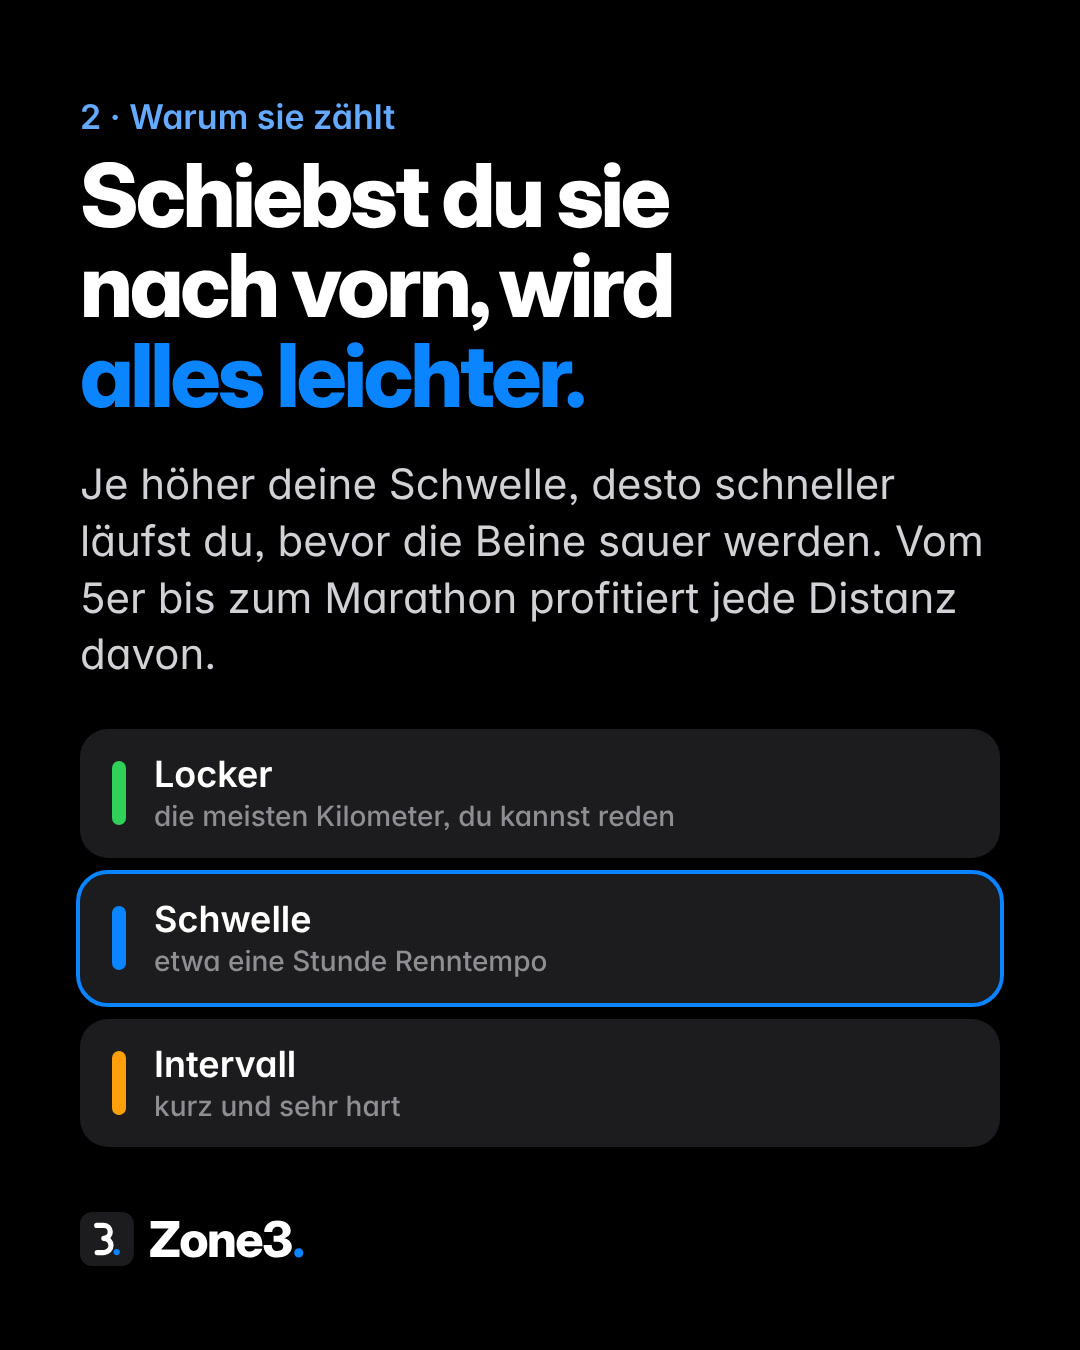 2 · Warum sie zählt
Schiebst du sie
nach vorn, wird
alles leichter.
Je höher deine Schwelle, desto schneller
läufst du, bevor die Beine sauer werden. Vom
5er bis zum Marathon profitiert jede Distanz
davon.
Locker
die meisten Kilometer, du kannst reden
Schwelle
etwa eine Stunde Renntempo
Intervall
kurz und sehr hart
3. Zone3.